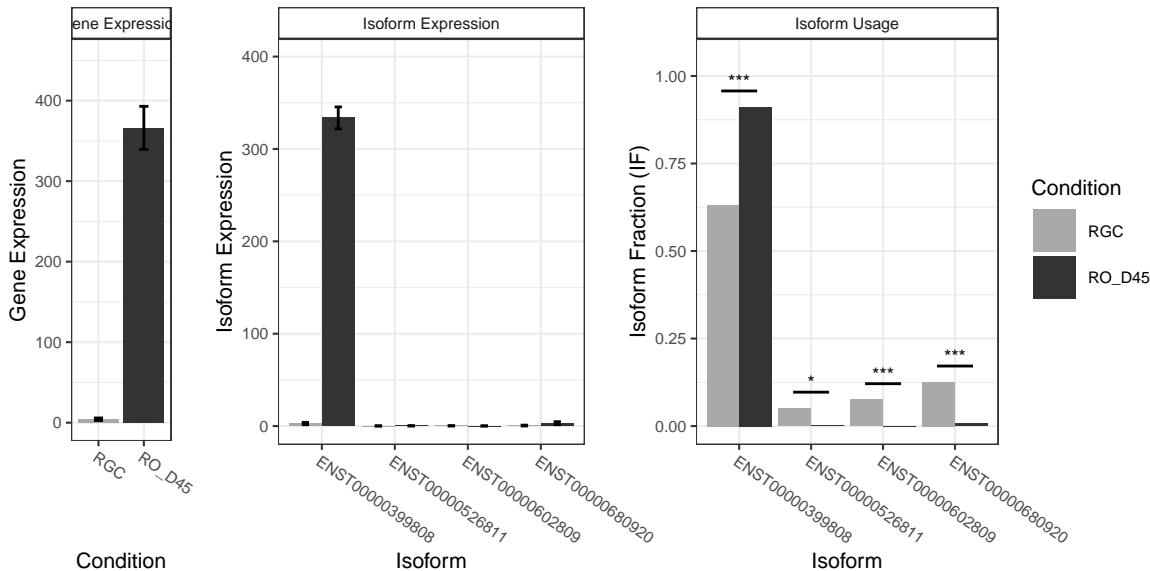 ene Expressio
Gene Expression
400
300
200
100
0
RGC
RO_D45
Condition
Isoform Expression
Isoform Expression
400
300
200
100
0
ENST00000399808
ENST00000526811
ENST00000602809
ENST00000680920
Isoform
Isoform Usage
Isoform Fraction (IF)
1.00
0.75
0.50
0.25
0.00
***
*
***
***
ENST00000399808
ENST00000526811
ENST00000602809
ENST00000680920
Isoform
Condition
RGC
RO_D45